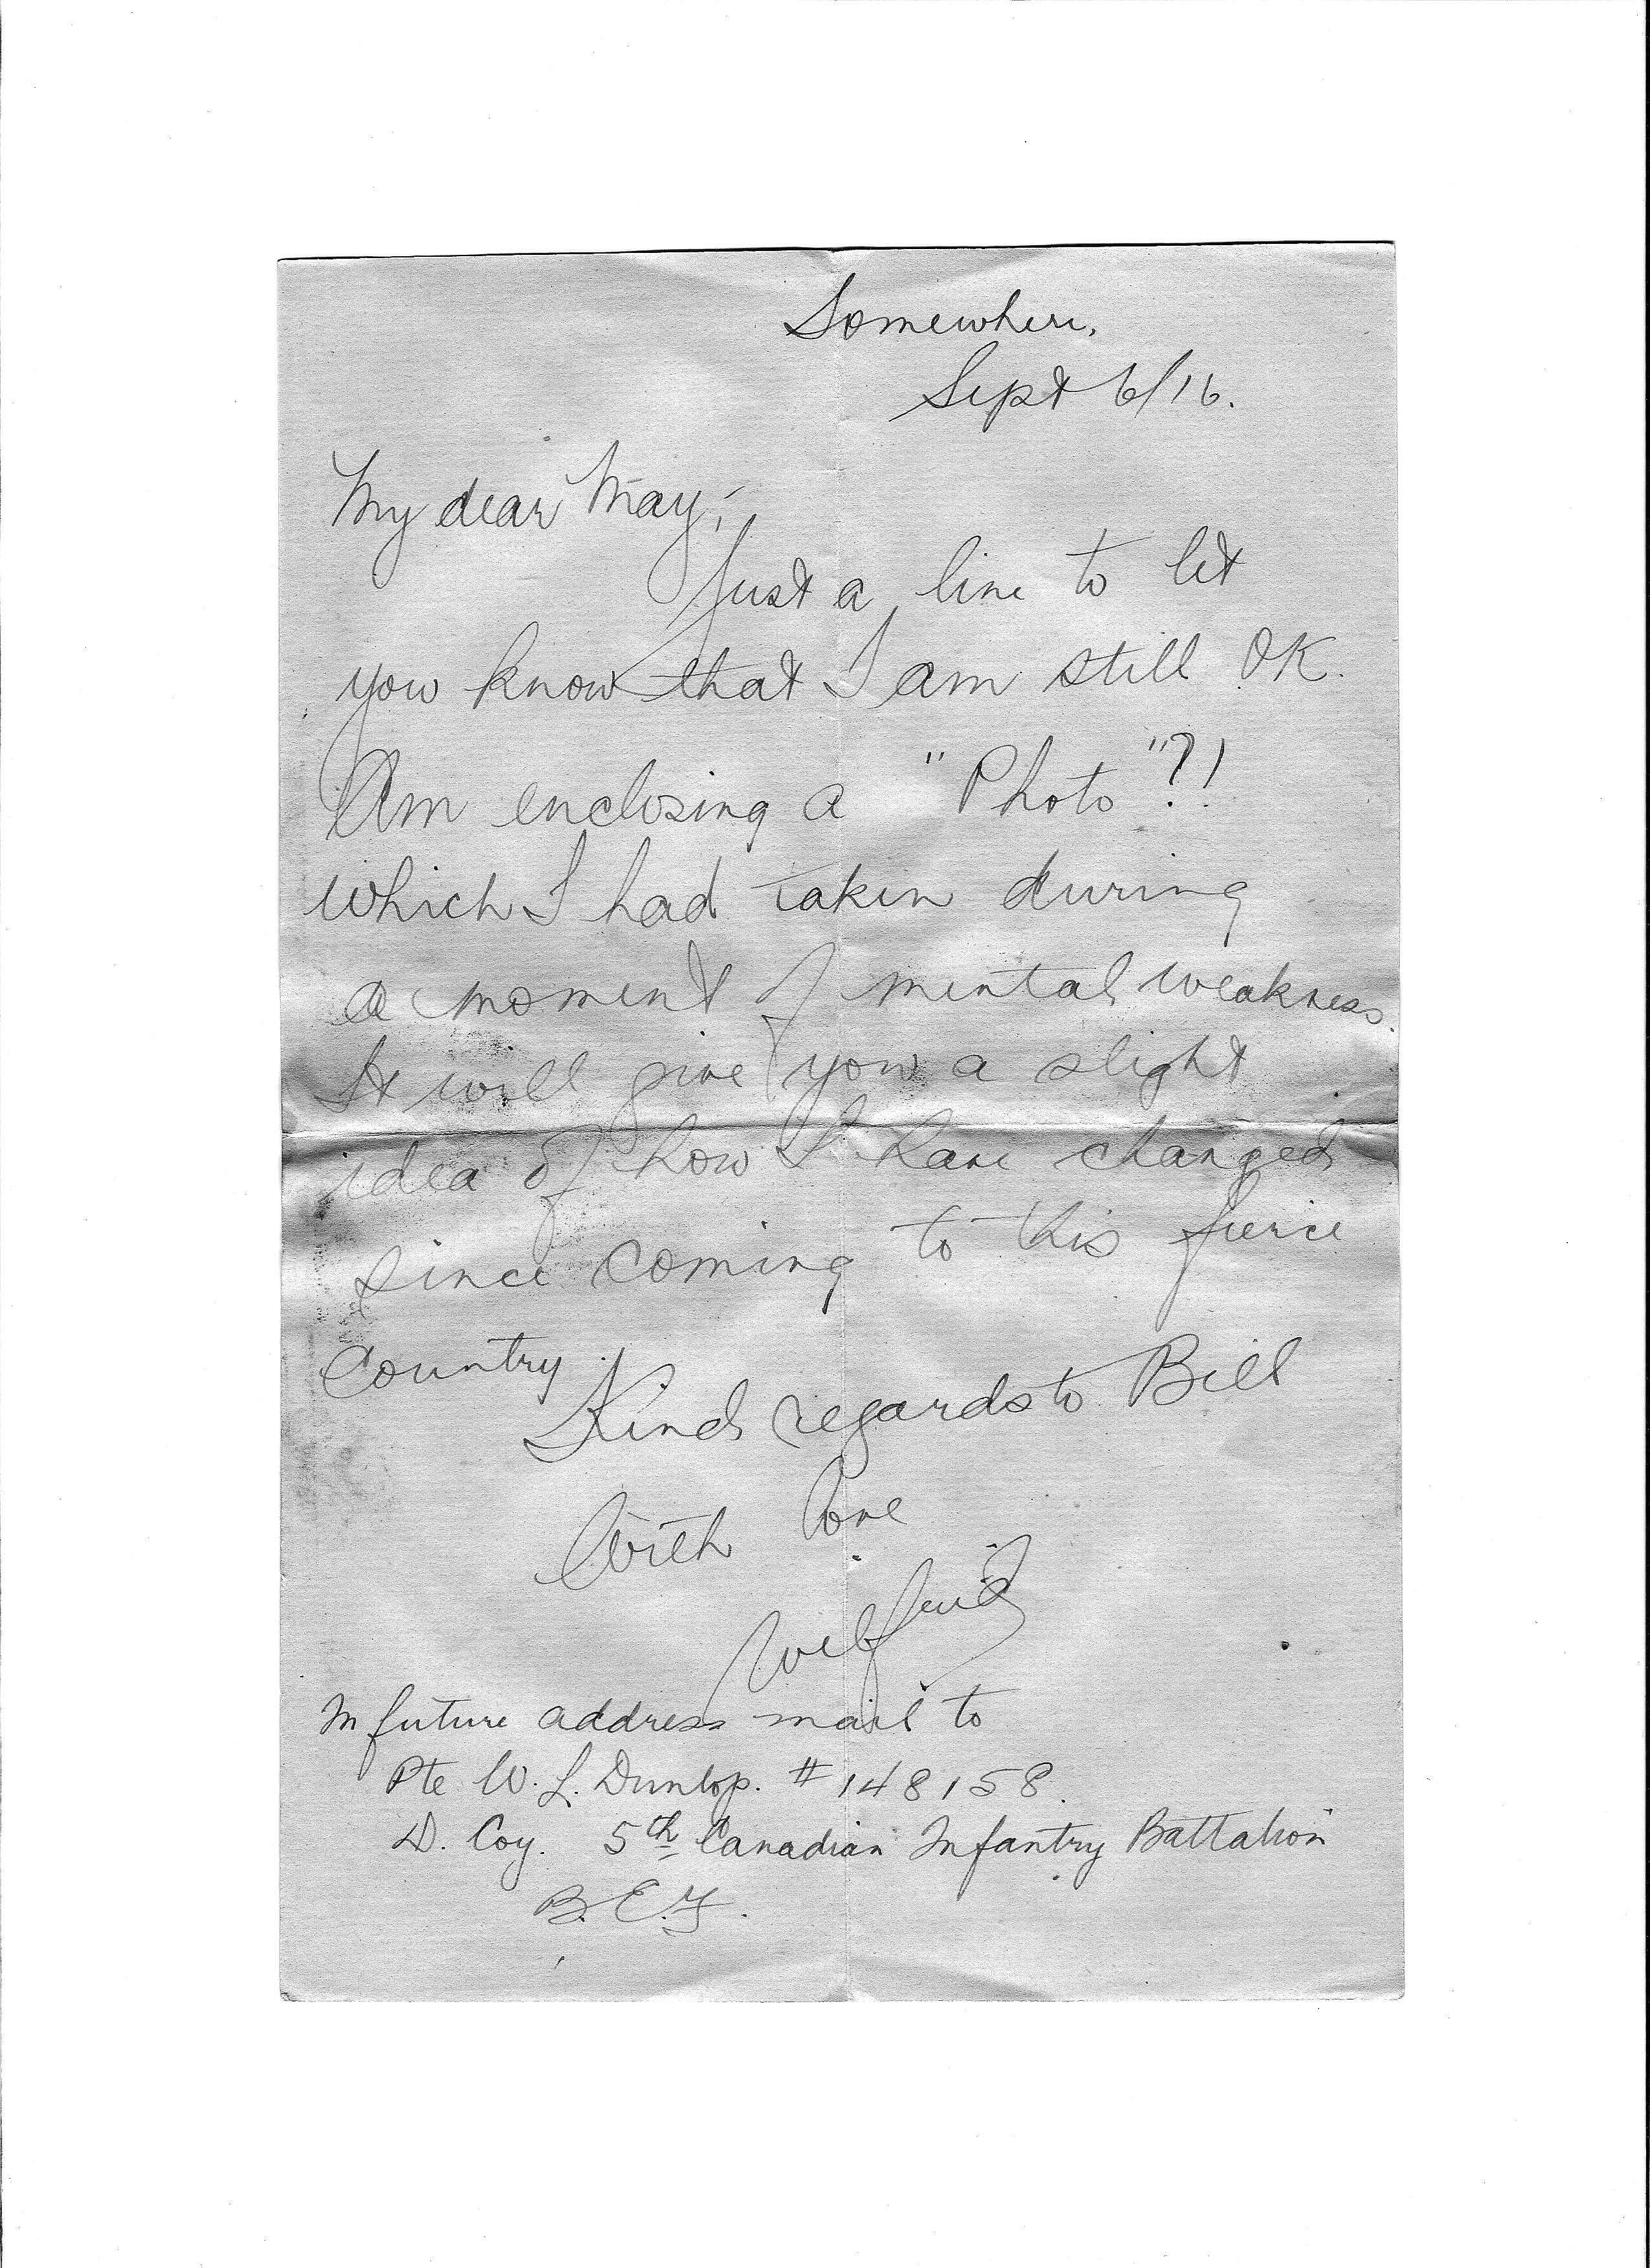 Somewhere,
Sept 6/16.
My dear May;
Just a line to let
you know that I am still OK.
Am enclosing a "Photo"?!
which I had taken during
a moment of mental weakness.
It will give you a slight
idea of how I have changed
since coming to this fierce
country.
Kind regards to Bill
With love
Wilfrid
In future address mail to
Pte W. L. Dunlop. # 148158.
D. Coy. 5th Canadian Infantry Battalion
B.E.F.